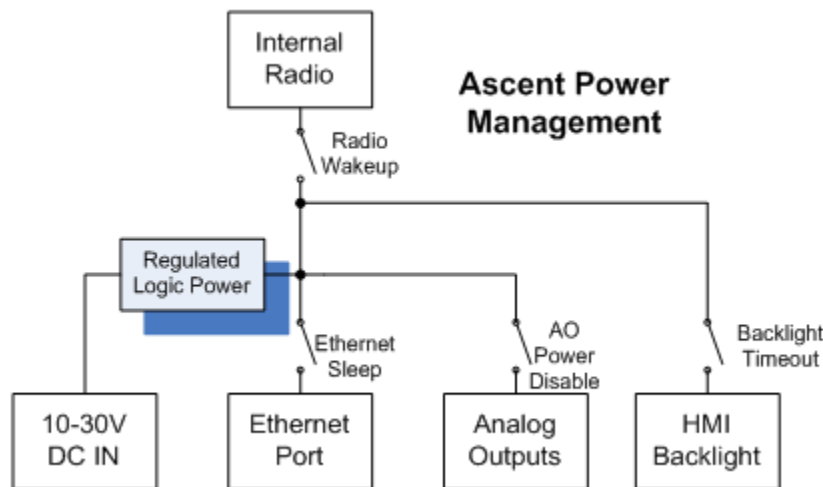 Internal
Radio
Ascent Power
Management
Radio
Wakeup
Regulated
Logic Power
Ethernet
Sleep
AO
Power
Disable
Backlight
Timeout
10-30V
DC IN
Ethernet
Port
Analog
Outputs
HMI
Backlight